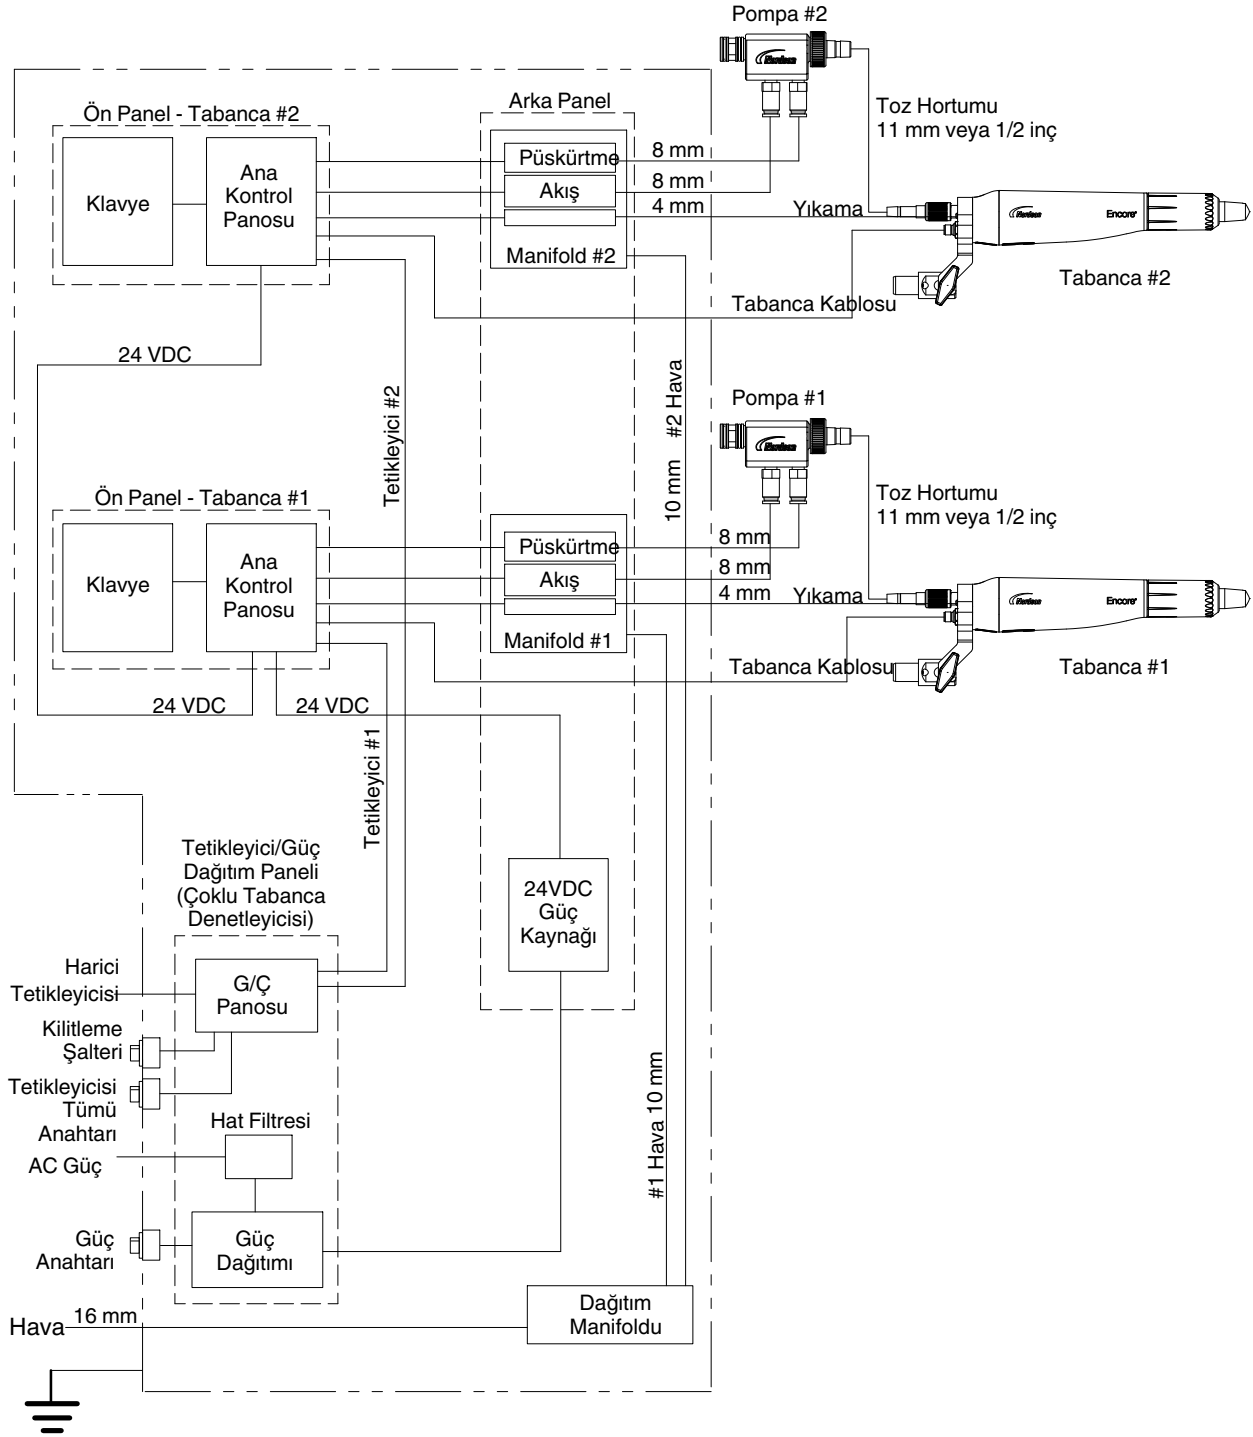 Pompa #2
Nordson
Toz Hortumu
11 mm veya 1/2 inç
Ön Panel - Tabanca #2
Arka Panel
Klavye
Ana
Kontrol
Panosu
Püskürtme
8 mm
Akış
8 mm
4 mm
Yıkama
Manifold #2
Nordson
Encore
Tabanca #2
Tabanca Kablosu
24 VDC
Tetikleyici #2
10 mm #2 Hava
Pompa #1
Nordson
Toz Hortumu
11 mm veya 1/2 inç
Ön Panel - Tabanca #1
Klavye
Ana
Kontrol
Panosu
Püskürtme
8 mm
Akış
8 mm
4 mm
Yıkama
Manifold #1
Nordson
Encore
Tabanca #1
Tabanca Kablosu
24 VDC
24 VDC
Tetikleyici #1
Tetikleyici/Güç
Dağıtım Paneli
(Çoklu Tabanca
Denetleyicisi)
24VDC
Güç
Kaynağı
Harici
Tetikleyicisi
G/Ç
Panosu
Kilitleme
Şalteri
Tetikleyicisi
Tümü
Anahtarı
Hat Filtresi
AC Güç
#1 Hava 10 mm
Güç
Anahtarı
Güç
Dağıtımı
Dağıtım
Manifoldu
Hava
16 mm